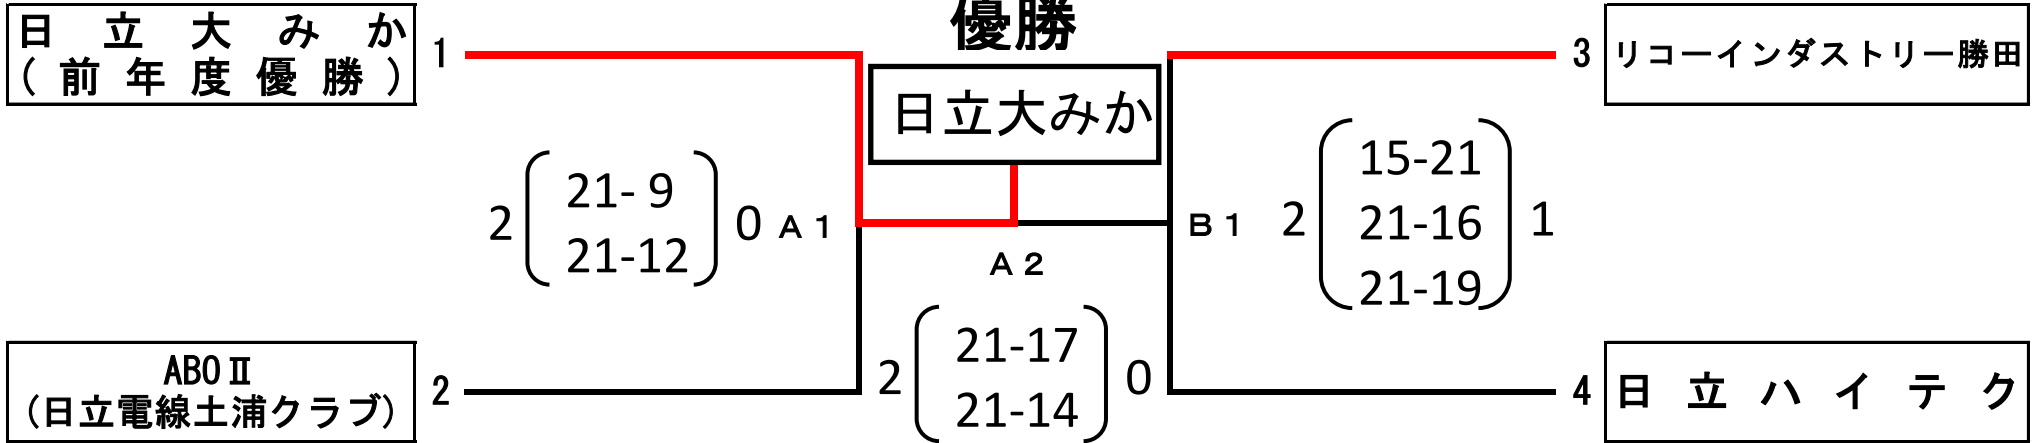 優勝
日立大みか
(前年度優勝)
1
日立大みか
3
リコーインダストリー勝田
2
21- 9
21-12
0
A1
B1
2
15-21
21-16
21-19
1
A2
2
21-17
21-14
0
ABOⅡ
(日立電線土浦クラブ)
2
4
日立ハイテク